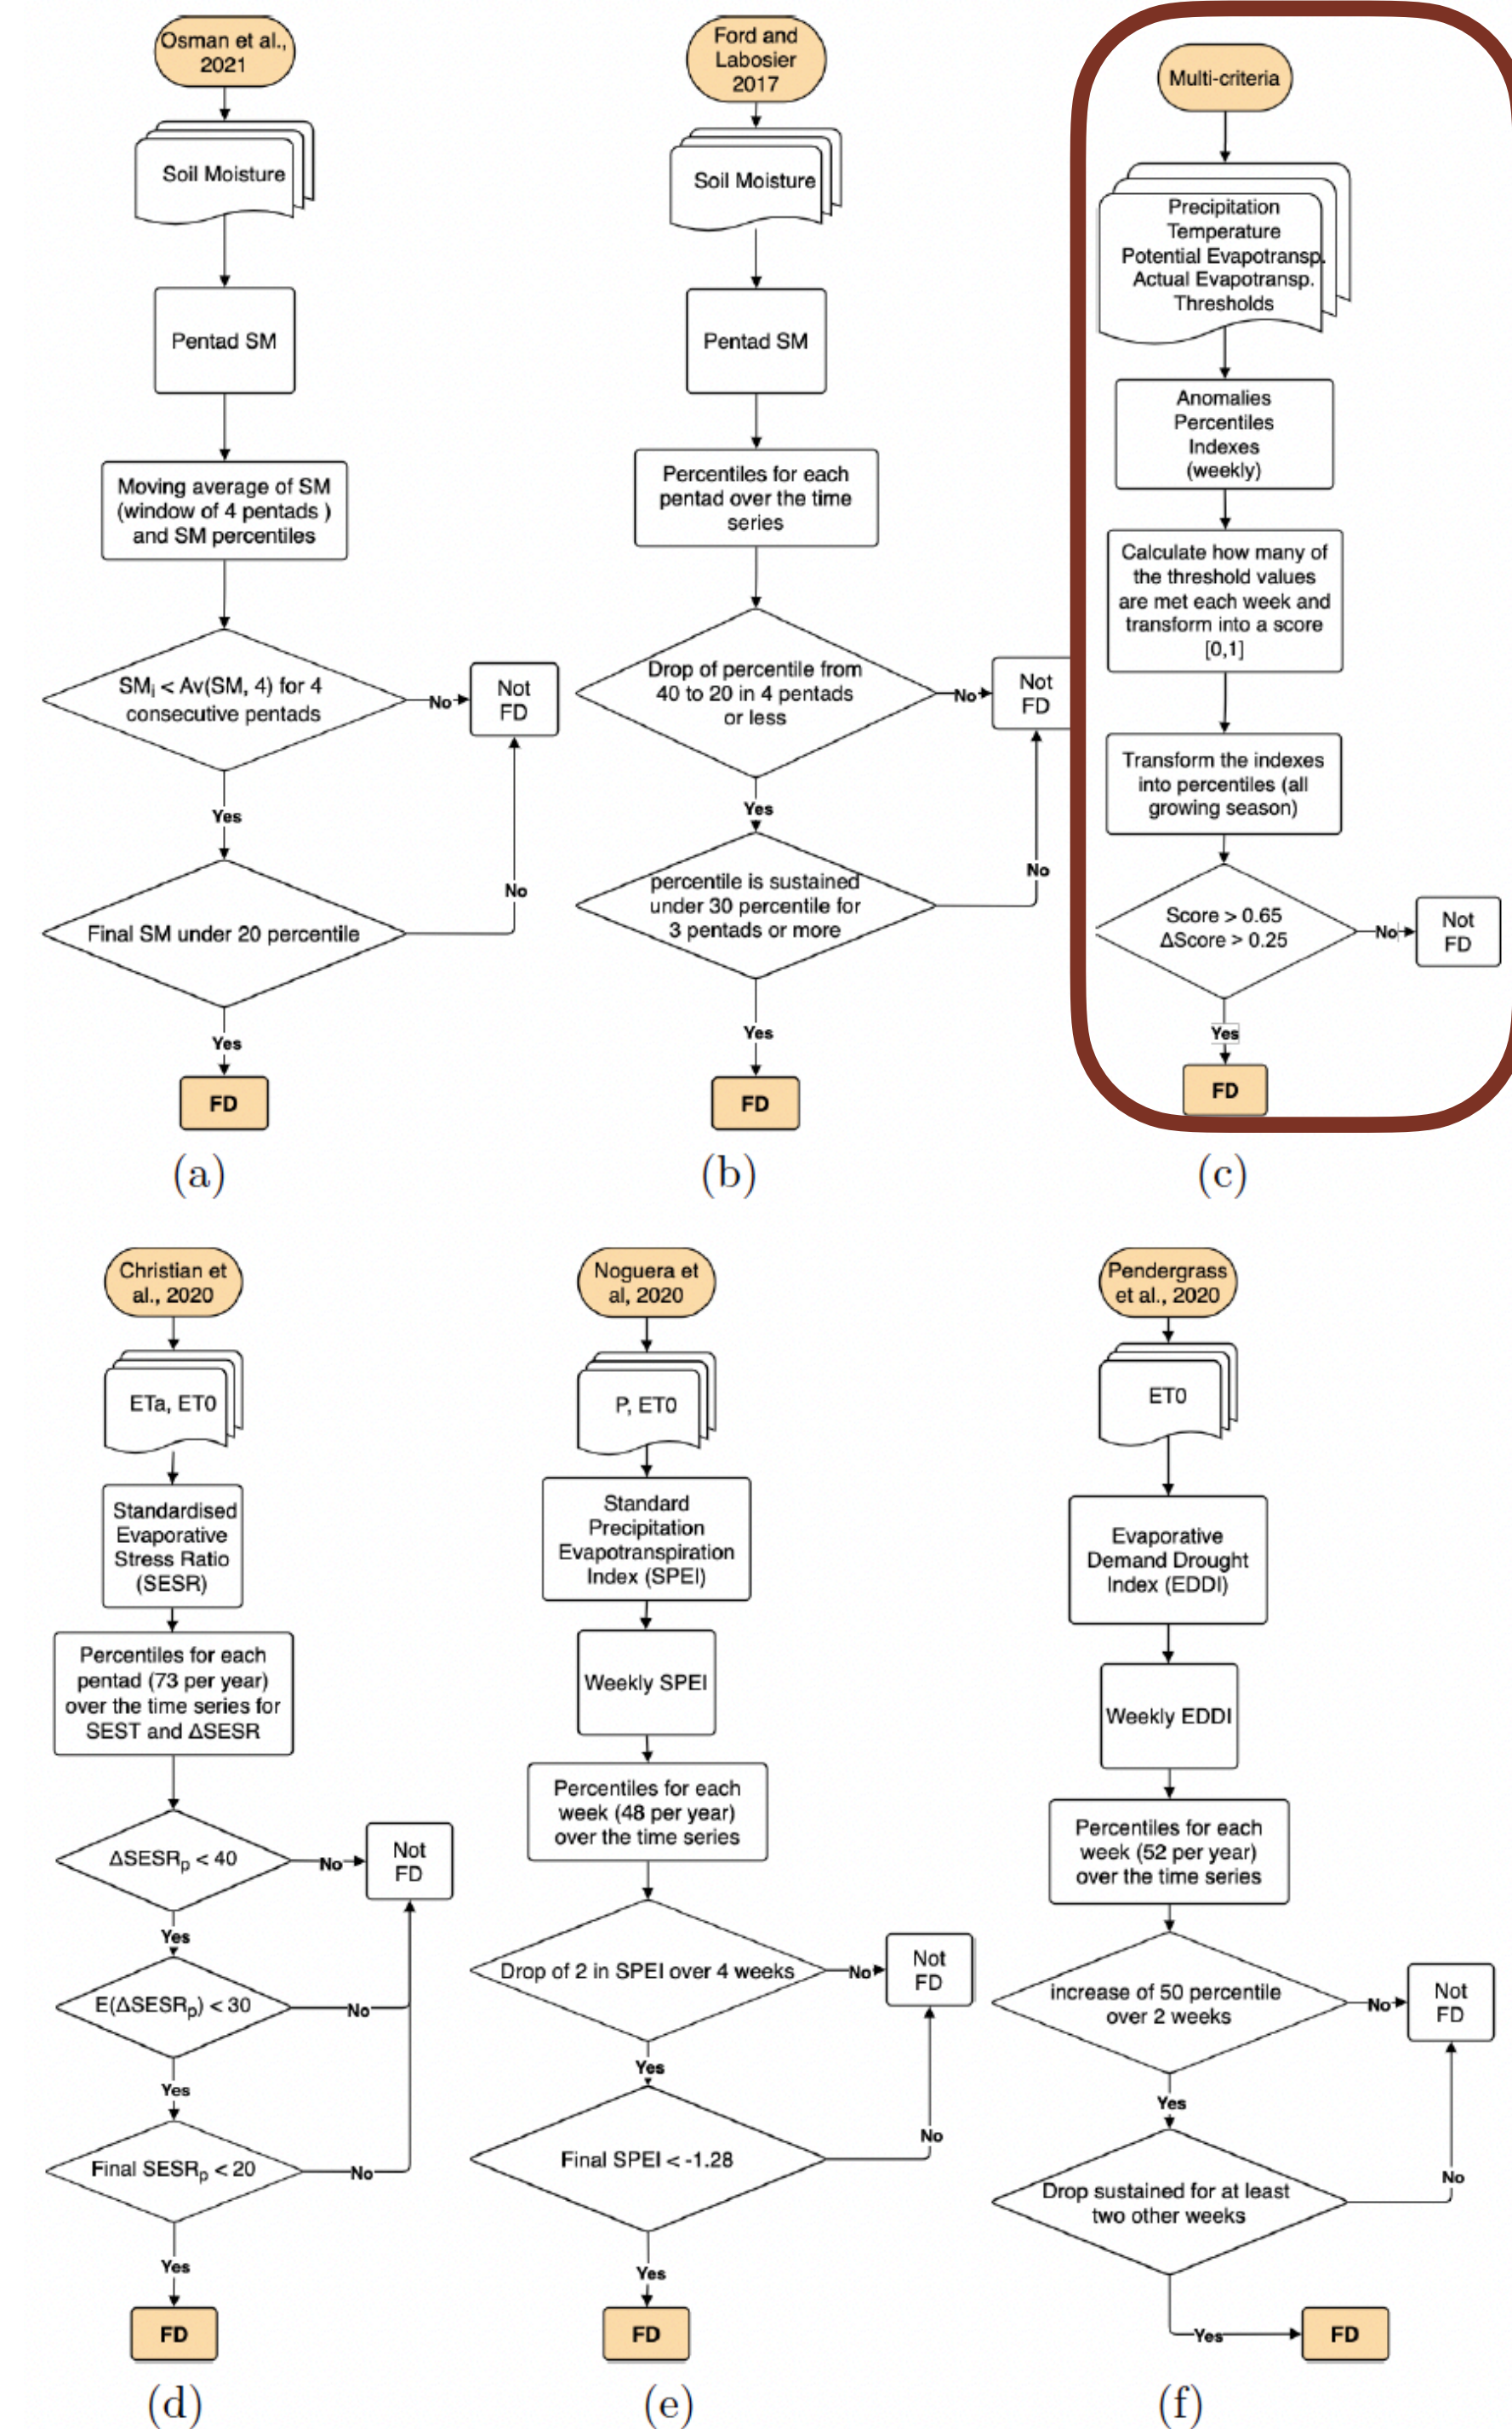 Osman et al.,
2021
Soil Moisture
Pentad SM
Moving average of SM
(window of 4 pentads )
and SM percentiles
SMi < Av(SM, 4) for 4
consecutive pentads
No
Not
FD
Yes
Final SM under 20 percentile
No
Yes
FD
(a)
Ford and
Labosier
2017
Soil Moisture
Pentad SM
Percentiles for each
pentad over the time
series
Drop of percentile from
40 to 20 in 4 pentads
or less
No
Not
FD
Yes
percentile is sustained
under 30 percentile for
3 pentads or more
No
Yes
FD
(b)
Multi-criteria
Precipitation
Temperature
Potential Evapotransp.
Actual Evapotransp.
Thresholds
Anomalies
Percentiles
Indexes
(weekly)
Calculate how many of
the threshold values
are met each week and
transform into a score
[0,1]
Transform the indexes
into percentiles (all
growing season)
Score > 0.65
ΔScore > 0.25
No
Not
FD
Yes
FD
(c)
Christian et
al., 2020
ETa, ET0
Standardised
Evaporative
Stress Ratio
(SESR)
Percentiles for each
pentad (73 per year)
over the time series for
SEST and ΔSESR
ΔSESRp < 40
No
Not
FD
Yes
E(ΔSESRp) < 30
No
Yes
Final SESRp < 20
No
Yes
FD
(d)
Noguera et
al, 2020
P, ET0
Standard
Precipitation
Evapotranspiration
Index (SPEI)
Weekly SPEI
Percentiles for each
week (48 per year)
over the time series
Drop of 2 in SPEI over 4 weeks
No
Not
FD
Yes
Final SPEI < -1.28
No
Yes
FD
(e)
Pendergrass
et al., 2020
ET0
Evaporative
Demand Drought
Index (EDDI)
Weekly EDDI
Percentiles for each
week (52 per year)
over the time series
increase of 50 percentile
over 2 weeks
No
Not
FD
Yes
Drop sustained for at least
two other weeks
No
Yes
FD
(f)